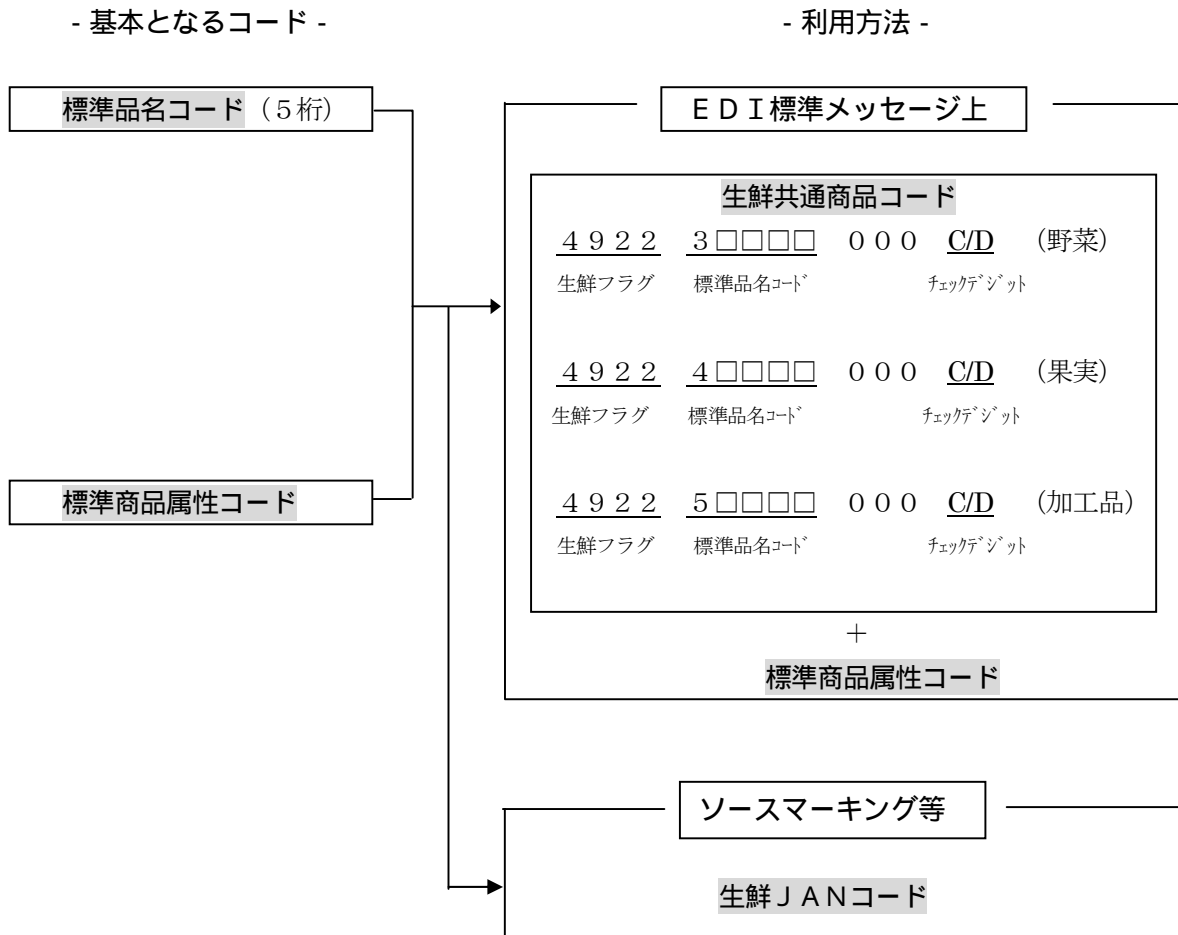 - 基本となるコード -
- 利用方法 -
標準品名コード（５桁）
ＥＤＩ標準メッセージ上
生鮮共通商品コード
４９２２ ３□□□□ ０００ C/D （野菜）
生鮮フラグ 標準品名ｺｰﾄﾞ ﾁｪｯｸﾃﾞｼﾞｯﾄ
４９２２ ４□□□□ ０００ C/D （果実）
生鮮フラグ 標準品名ｺｰﾄﾞ ﾁｪｯｸﾃﾞｼﾞｯﾄ
標準商品属性コード
４９２２ ５□□□□ ０００ C/D （加工品）
生鮮フラグ 標準品名ｺｰﾄﾞ ﾁｪｯｸﾃﾞｼﾞｯﾄ
＋
標準商品属性コード
ソースマーキング等
生鮮ＪＡＮコード